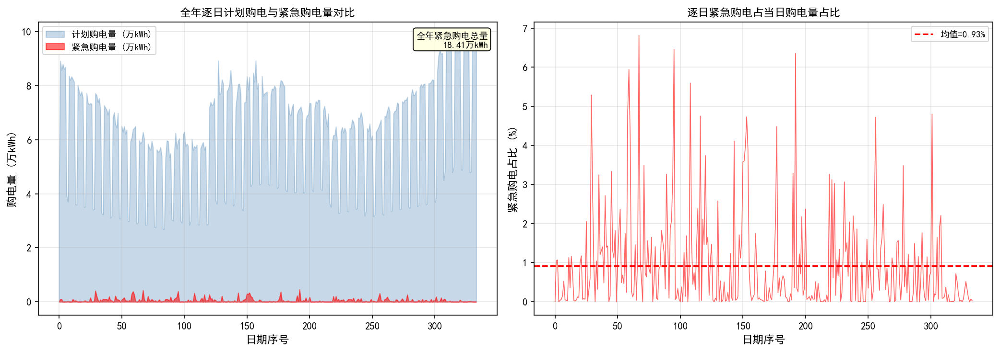 全年逐日计划购电与紧急购电量对比
计划购电量 (万kWh)
紧急购电量 (万kWh)
全年紧急购电总量
18.41万kWh
购电量 (万kWh)
10
8
6
4
2
0
0
50
100
150
200
250
300
日期序号
逐日紧急购电占当日购电量占比
均值=0.93%
紧急购电占比 (%)
7
6
5
4
3
2
1
0
0
50
100
150
200
250
300
日期序号